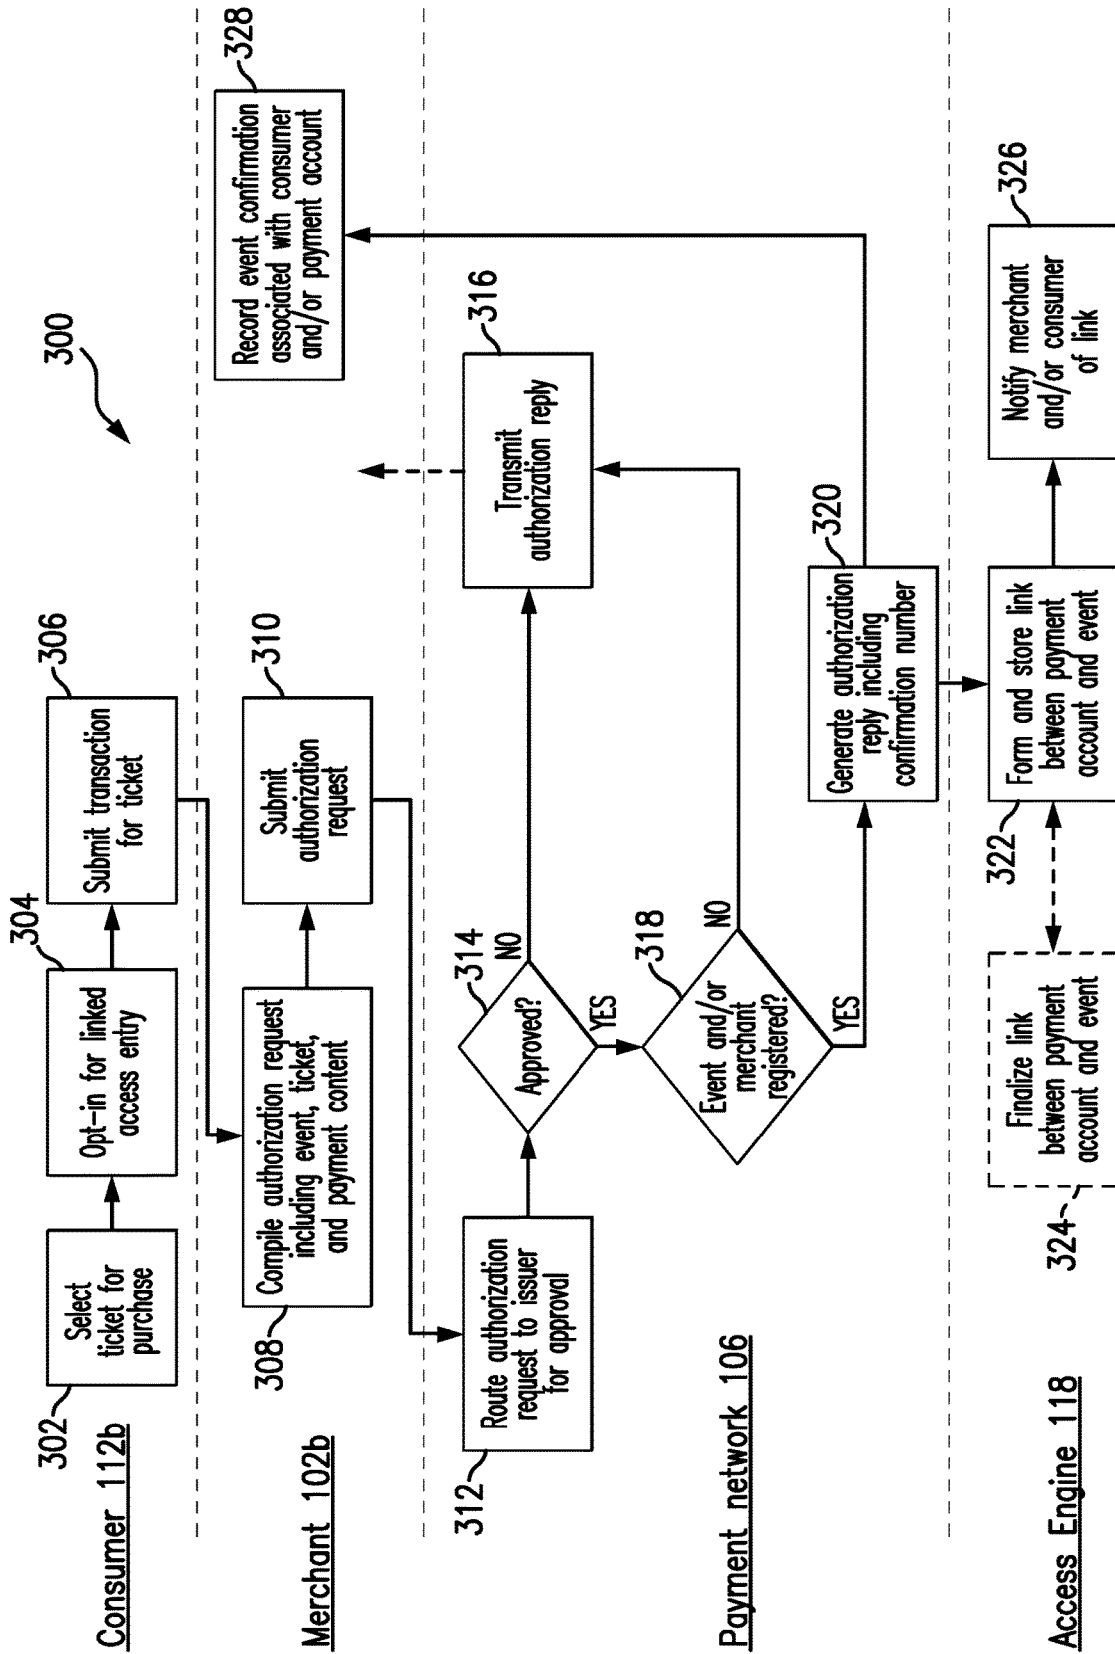 300
Consumer 112b
302
Select
ticket for
purchase
304
Opt-in for linked
access entry
306
Submit transaction
for ticket
Merchant 102b
308
Compile authorization request
including event, ticket,
and payment content
310
Submit
authorization
request
328
Record event confirmation
associated with consumer
and/or payment account
Payment network 106
312
Route authorization
request to issuer
for approval
314
Approved?
NO
YES
316
Transmit
authorization reply
318
Event and/or
merchant
registered?
NO
YES
320
Generate authorization
reply including
confirmation number
Access Engine 118
324
Finalize link
between payment
account and event
322
Form and store link
between payment
account and event
326
Notify merchant
and/or consumer
of link